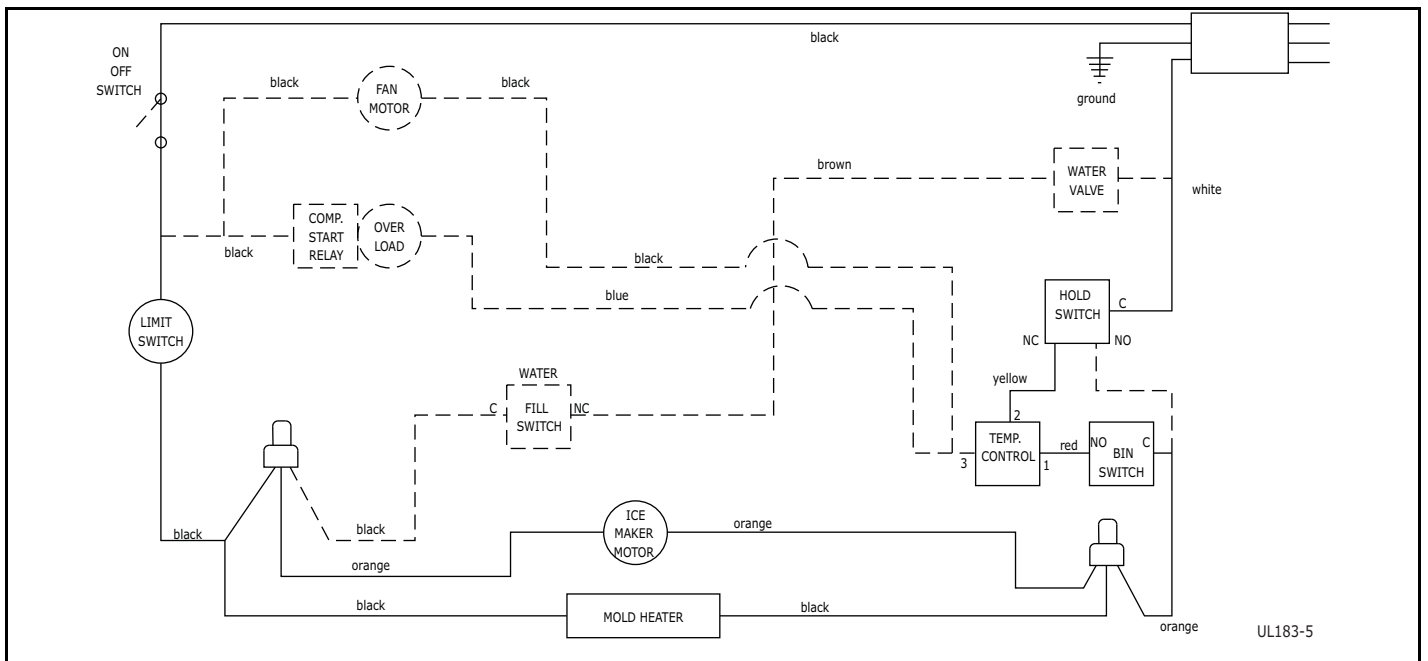 black
ON
OFF
SWITCH
ground
black
FAN
MOTOR
black
brown
WATER
VALVE
white
COMP.
START
RELAY
OVER
LOAD
black
black
blue
HOLD
SWITCH
C
NC
NO
LIMIT
SWITCH
WATER
C
FILL
SWITCH
NC
yellow
2
TEMP.
CONTROL
3
1
red
NO
C
BIN
SWITCH
black
black
ICE
MAKER
MOTOR
orange
orange
black
MOLD HEATER
black
orange
UL183-5